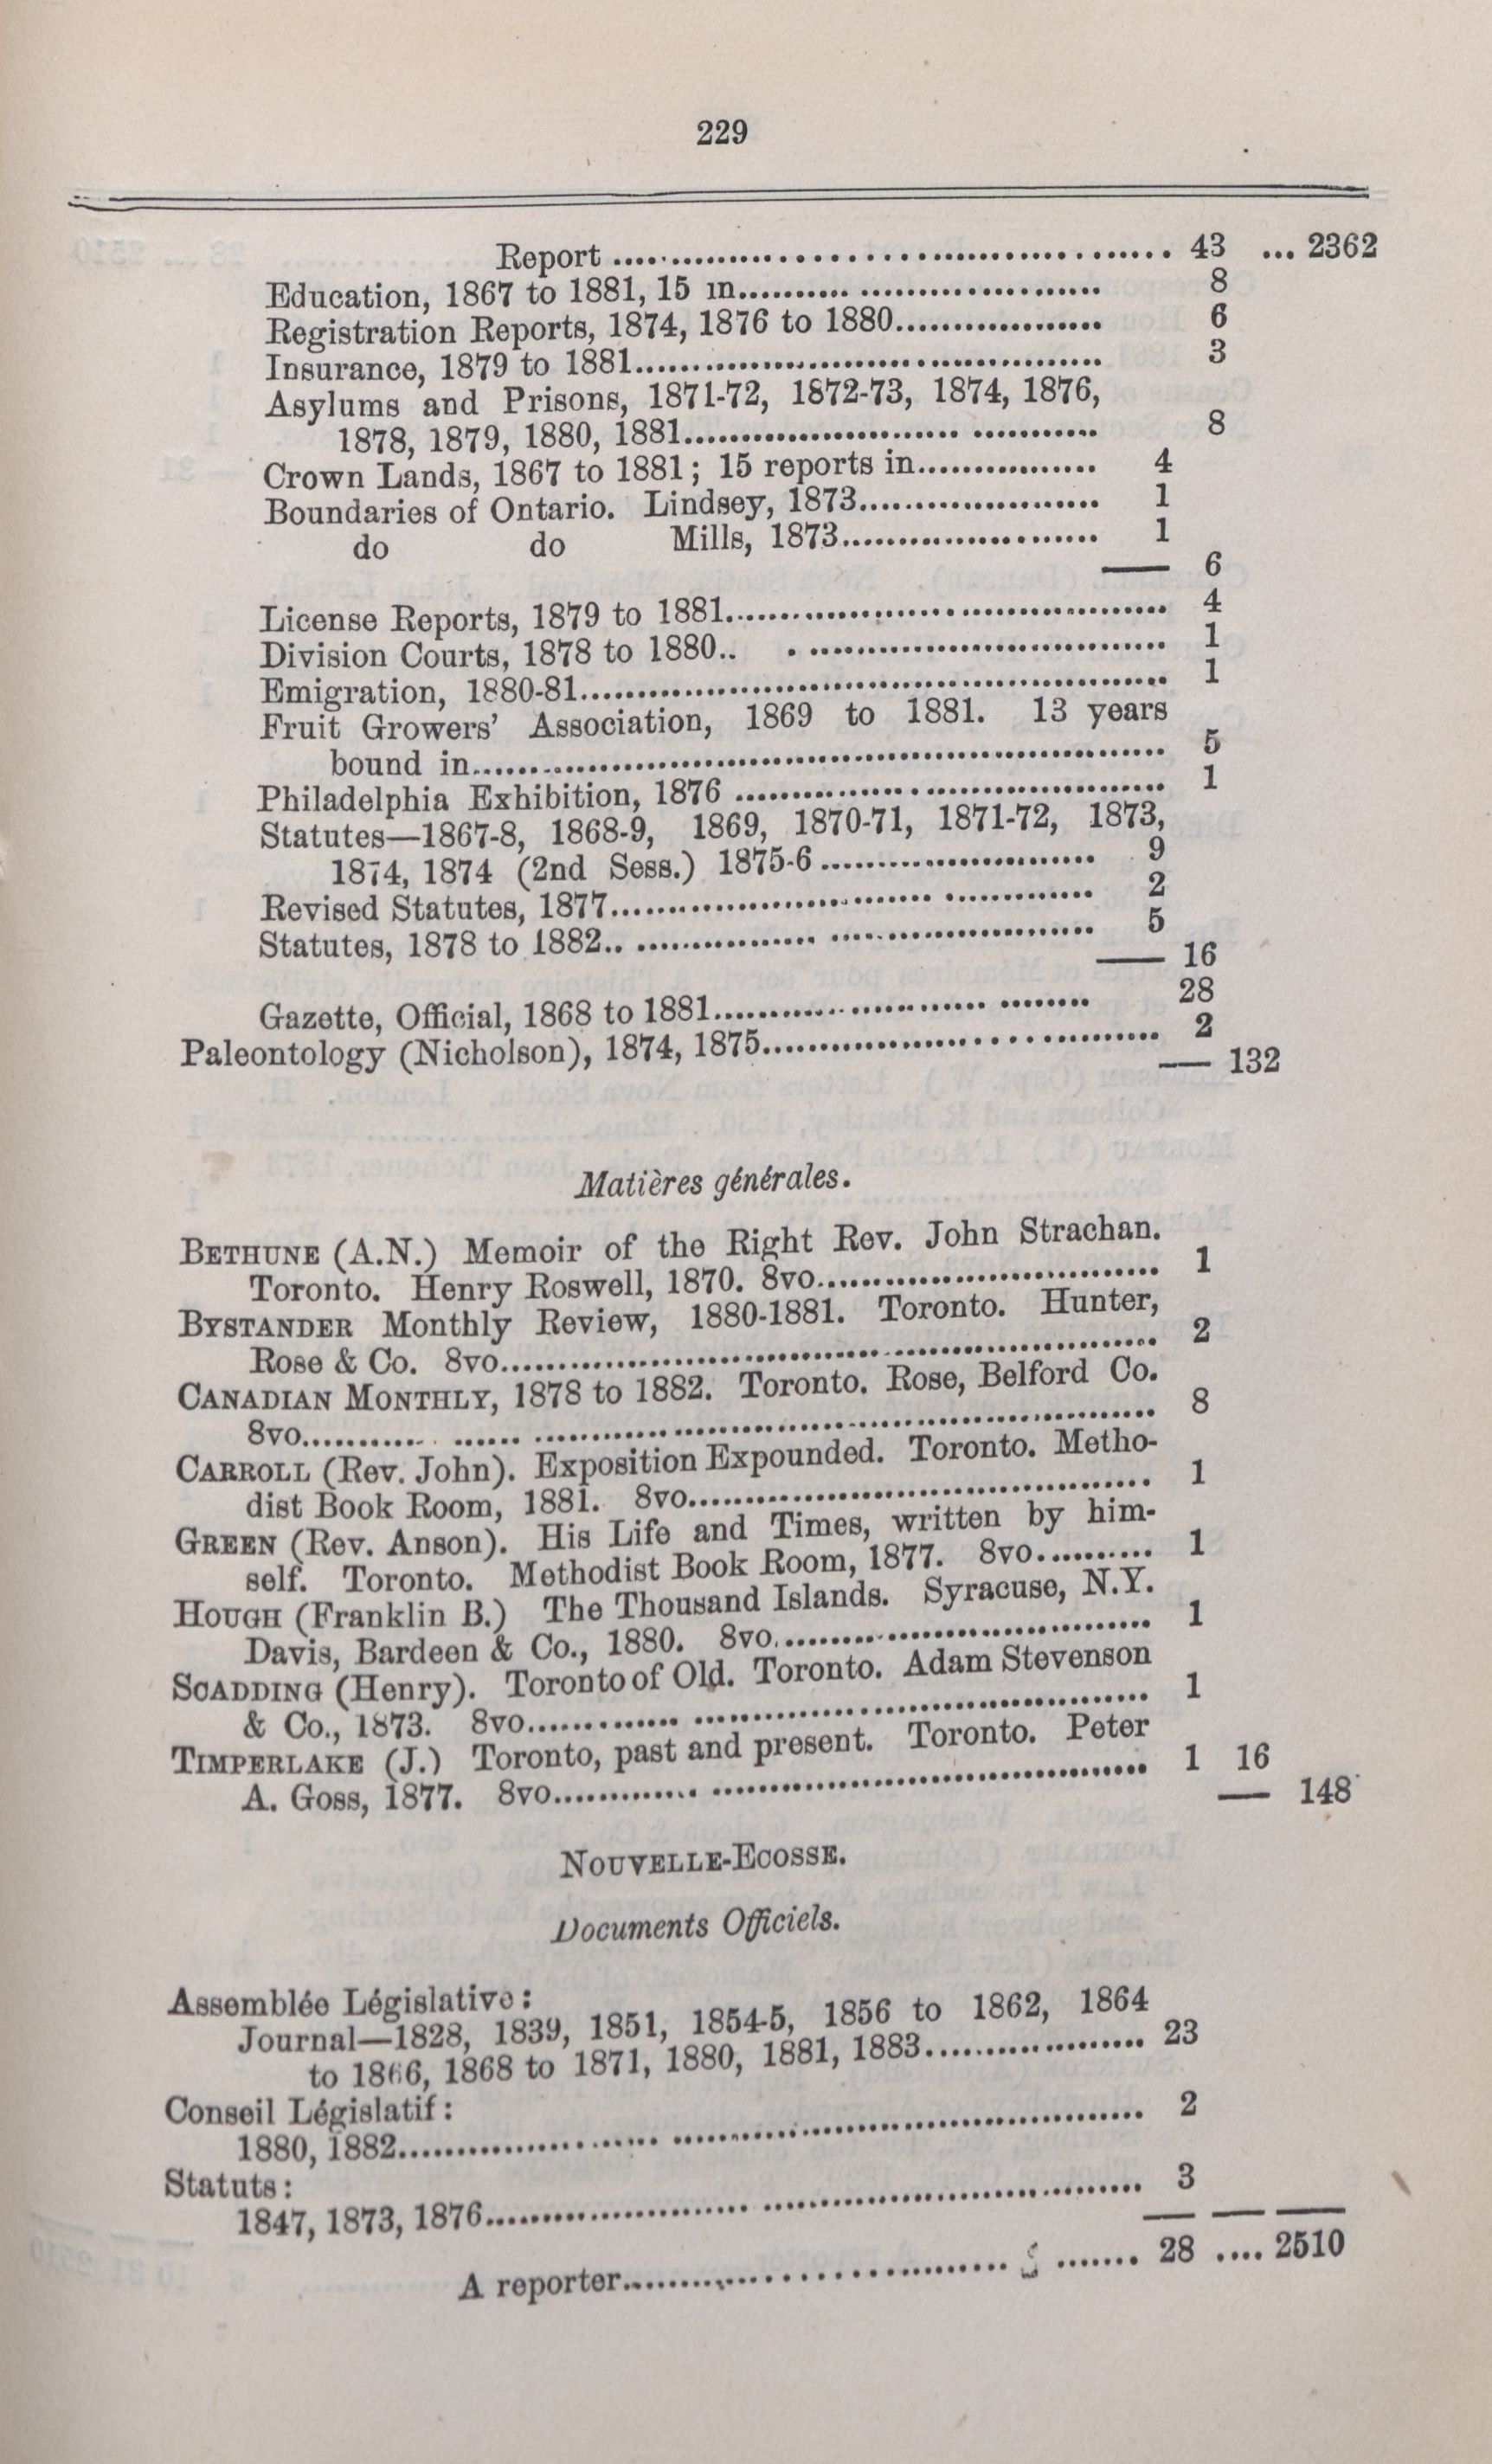 229
Report ........ 43 ... 2362
Education, 1867 to 1881, 15 in........ 8
Registration Reports, 1874, 1876 to 1880........ 6
Insurance, 1879 to 1881........ 3
Asylums and Prisons, 1871-72, 1872-73, 1874, 1876,
1878, 1879, 1880, 1881........ 8
Crown Lands, 1867 to 1881; 15 reports in........ 4
Boundaries of Ontario. Lindsey, 1873........ 1
do do Mills, 1873........ 1
— 6
License Reports, 1879 to 1881........ 4
Division Courts, 1878 to 1880........ 1
Emigration, 1880-81........ 1
Fruit Growers' Association, 1869 to 1881. 13 years
bound in........ 5
Philadelphia Exhibition, 1876 ........ 1
Statutes—1867-8, 1868-9, 1869, 1870-71, 1871-72, 1873,
1874, 1874 (2nd Sess.) 1875-6 ........ 9
Revised Statutes, 1877........ 2
Statutes, 1878 to 1882........ 5
— 16
Gazette, Official, 1868 to 1881........ 28
Paleontology (Nicholson), 1874, 1875........ 2
— 132
Matières générales.
BETHUNE (A.N.) Memoir of the Right Rev. John Strachan.
Toronto. Henry Roswell, 1870. 8vo........ 1
BYSTANDER Monthly Review, 1880-1881. Toronto. Hunter,
Rose & Co. 8vo........ 2
CANADIAN MONTHLY, 1878 to 1882. Toronto. Rose, Belford Co.
8vo........ 8
CARROLL (Rev. John). Exposition Expounded. Toronto. Metho-
dist Book Room, 1881. 8vo........ 1
GREEN (Rev. Anson). His Life and Times, written by him-
self. Toronto. Methodist Book Room, 1877. 8vo........ 1
HOUGH (Franklin B.) The Thousand Islands. Syracuse, N.Y.
Davis, Bardeen & Co., 1880. 8vo........ 1
SCADDING (Henry). Toronto of Old. Toronto. Adam Stevenson
& Co., 1873. 8vo........ 1
TIMPERLAKE (J.) Toronto, past and present. Toronto. Peter
A. Goss, 1877. 8vo........ 1 16
— 148
NOUVELLE-ECOSSE.
Documents Officiels.
Assemblée Législative:
Journal—1828, 1839, 1851, 1854-5, 1856 to 1862, 1864
to 1866, 1868 to 1871, 1880, 1881, 1883........ 23
Conseil Législatif:
1880, 1882........ 2
Statuts:
1847, 1873, 1876........ 3
A reporter........ 28 .... 2510